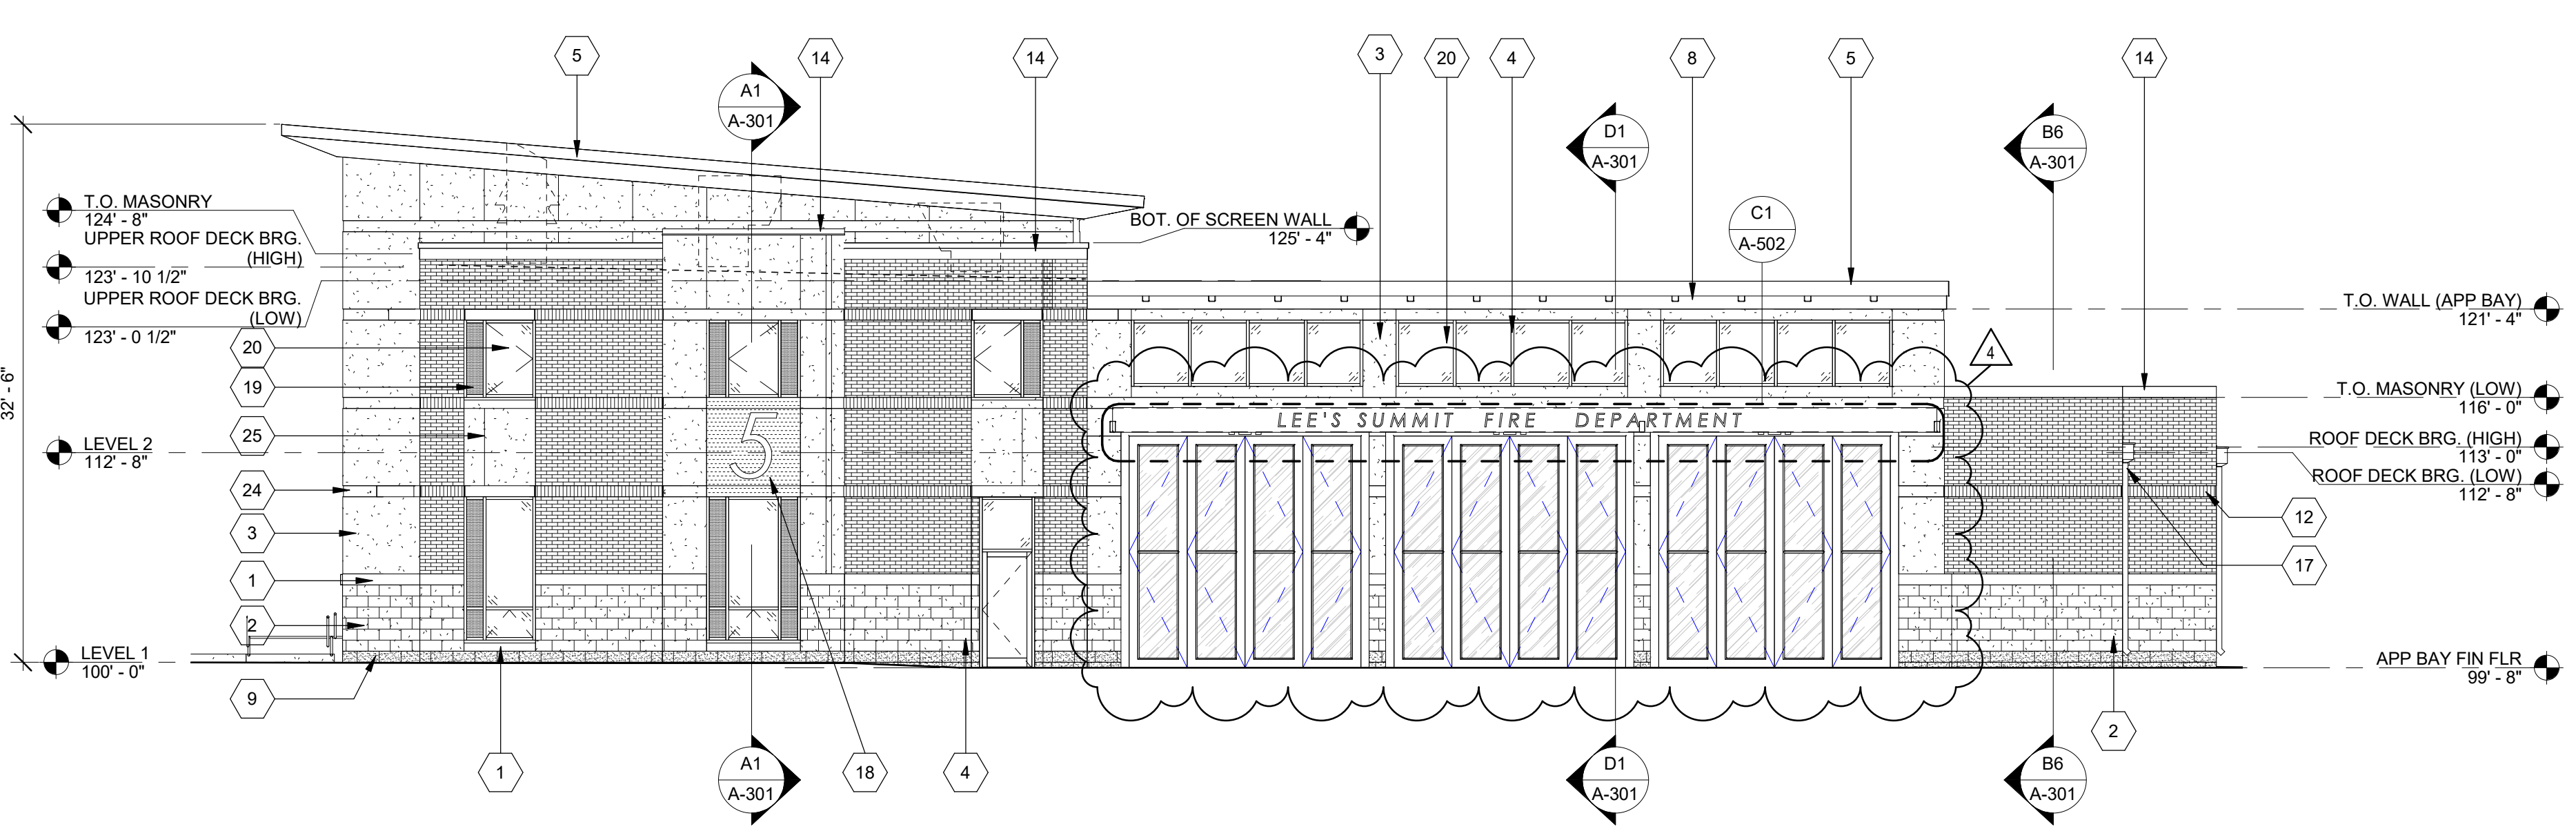 5
14
14
3
20
4
8
5
14
A1
A-301
D1
A-301
B6
A-301
C1
A-502
4
32' - 6"
T.O. MASONRY
124' - 8"
UPPER ROOF DECK BRG.
(HIGH)
123' - 10 1/2"
UPPER ROOF DECK BRG.
(LOW)
123' - 0 1/2"
20
19
25
LEVEL 2
112' - 8"
24
3
1
2
LEVEL 1
100' - 0"
9
BOT. OF SCREEN WALL
125' - 4"
5
LEE'S SUMMIT FIRE DEPARTMENT
T.O. WALL (APP BAY)
121' - 4"
T.O. MASONRY (LOW)
116' - 0"
ROOF DECK BRG. (HIGH)
113' - 0"
ROOF DECK BRG. (LOW)
112' - 8"
12
17
APP BAY FIN FLR
99' - 8"
2
1
A1
A-301
18
4
D1
A-301
B6
A-301